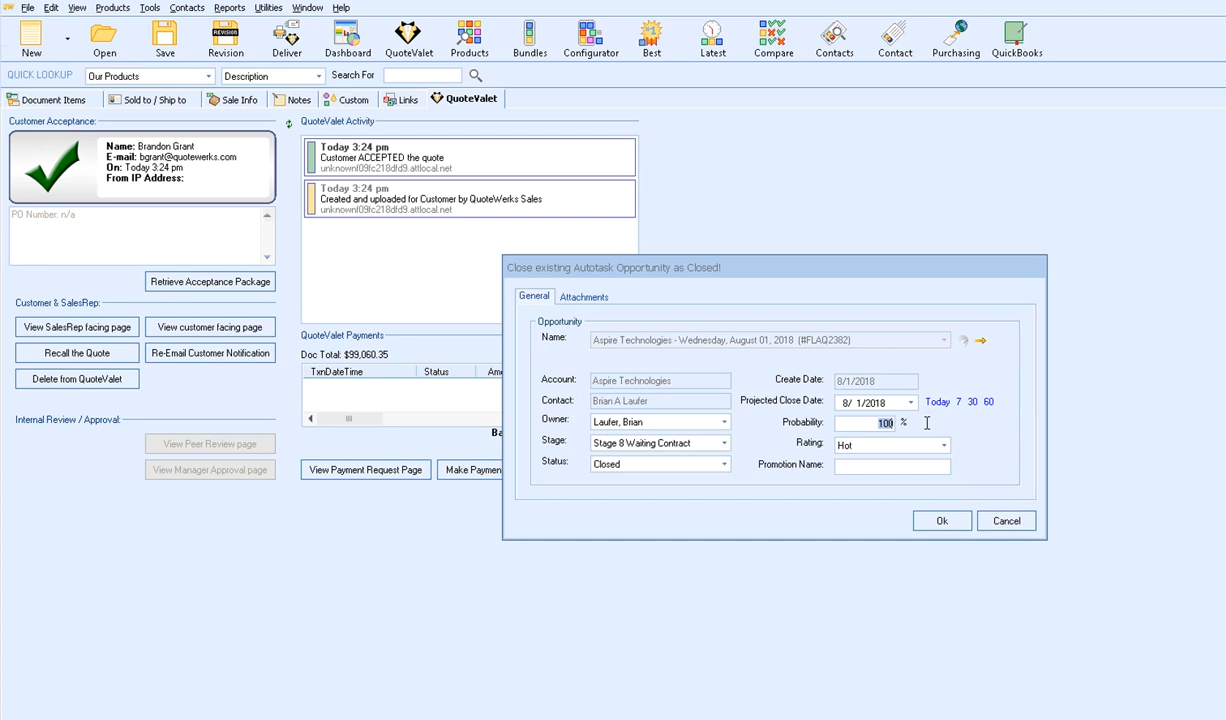 File Edit View Products Tools Contacts Reports Utilities Window Help
New Open Save Revision Deliver Dashboard QuoteValet Products Bundles Configurator Best Latest Compare Contacts Contact Purchasing QuickBooks
QUICK LOOKUP Our Products Description Search For
Document Items Sold to / Ship to Sale Info Notes Custom Links QuoteValet
Customer Acceptance:
Name: Brandon Grant
E-mail: bgrant@quotewerks.com
On: Today 3:24 pm
From IP Address:
PO Number: n/a
Retrieve Acceptance Package
Customer & SalesRep:
View SalesRep facing page View customer facing page
Recall the Quote Re-Email Customer Notification
Delete from QuoteValet
Internal Review / Approval:
View Peer Review page
View Manager Approval page
QuoteValet Activity
Today 3:24 pm
Customer ACCEPTED the quote
unknownf09fc218dfd9.attlocal.net
Today 3:24 pm
Created and uploaded for Customer by QuoteWerks Sales
unknownf09fc218dfd9.attlocal.net
QuoteValet Payments
Doc Total: $99,060.35
TxnDateTime Status Amo
Ba
View Payment Request Page Make Paymen
Close existing Autotask Opportunity as Closed!
General Attachments
Opportunity
Name: Aspire Technologies - Wednesday, August 01, 2018 (#FLAQ2382)
Account: Aspire Technologies Create Date: 8/1/2018
Contact: Brian A Laufer Projected Close Date: 8/ 1/2018 Today 7 30 60
Owner: Laufer, Brian Probability: 100 %
Stage: Stage 8 Waiting Contract Rating: Hot
Status: Closed Promotion Name:
Ok Cancel